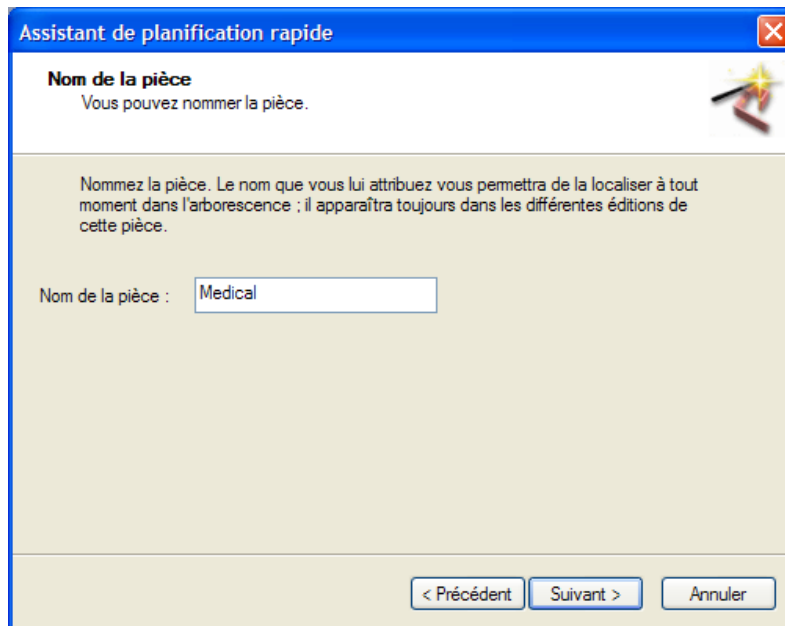 Assistant de planification rapide
Nom de la pièce
Vous pouvez nommer la pièce.
Nommez la pièce. Le nom que vous lui attribuez vous permettra de la localiser à tout
moment dans l'arborescence ; il apparaîtra toujours dans les différentes éditions de
cette pièce.
Nom de la pièce :
Medical
< Précédent
Suivant >
Annuler